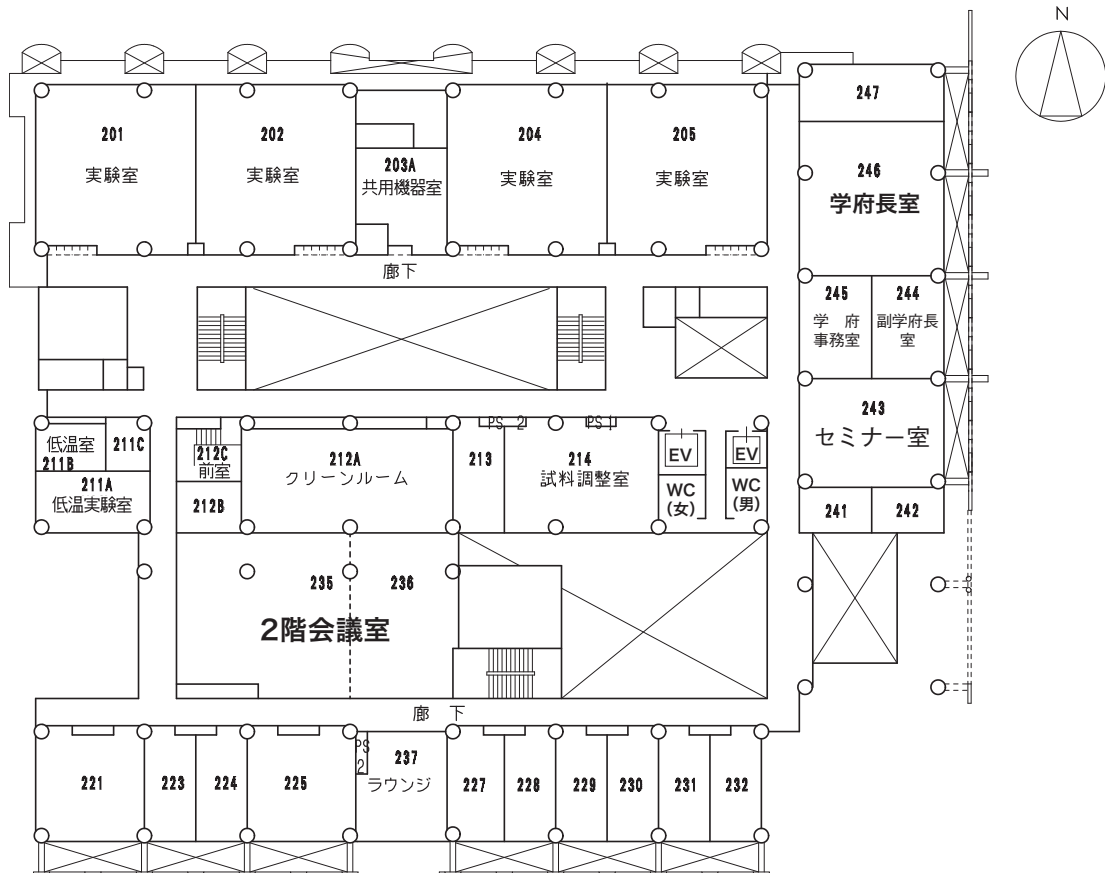 N
247
201
実験室
202
実験室
203A
共用機器室
204
実験室
205
実験室
246
学府長室
廊下
245
学 府
事務室
244
副学府長
室
243
セミナー室
低温室
211B
211C
211A
低温実験室
212C
前室
212B
212A
クリーンルーム
213
PS 2
PS 1
214
試料調整室
EV
WC
(女)
EV
WC
(男)
241
242
235
236
2階会議室
廊 下
221
223
224
225
PS
2
237
ラウンジ
227
228
229
230
231
232